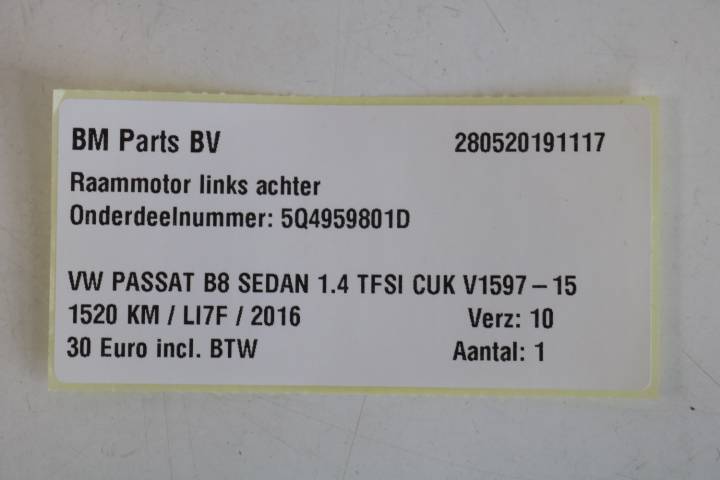 BM Parts BV 280520191117
Raammotor links achter
Onderdeelnummer: 5Q4959801D
VW PASSAT B8 SEDAN 1.4 TFSI CUK V1597 – 15
1520 KM / LI7F / 2016 Verz: 10
30 Euro incl. BTW Aantal: 1